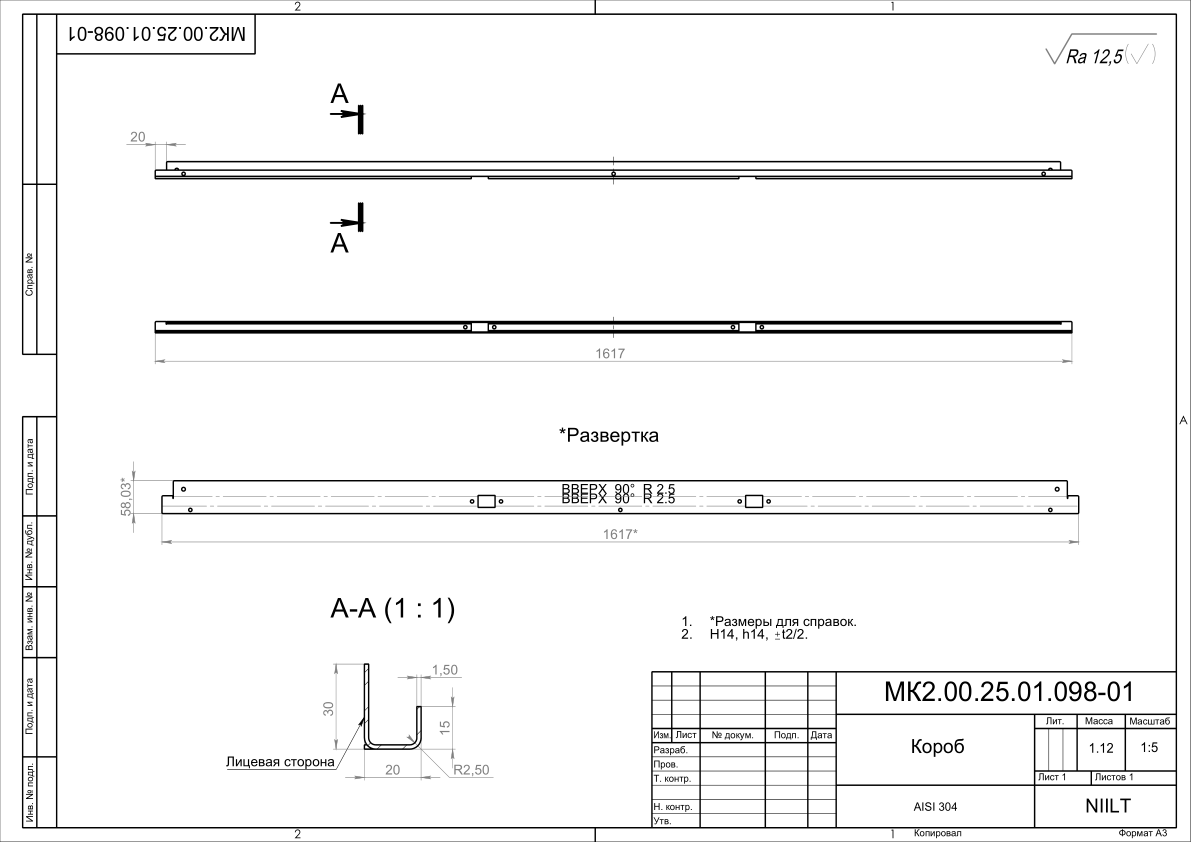 2
1
МК2.00.25.01.098-01
Ra 12,5
А
20
А
1617
*Развертка
ВВЕРХ 90° R 2.5
ВВЕРХ 90° R 2.5
58,03*
1617*
А-А (1 : 1)
1,50
30
15
20
R2,50
Лицевая сторона
1. *Размеры для справок.
2. Н14, h14, ±t2/2.
Справ. №
Подп. и дата
Инв. № дубл.
Взам. инв. №
Подп. и дата
Инв. № подл.
А
МК2.00.25.01.098-01
Изм. Лист № докум. Подп. Дата
Разраб.
Пров.
Т. контр.
Н. контр.
Утв.
Короб
Лит. Масса Масштаб
1.12 1:5
Лист 1 Листов 1
AISI 304
NIILT
2
1
Копировал
Формат А3